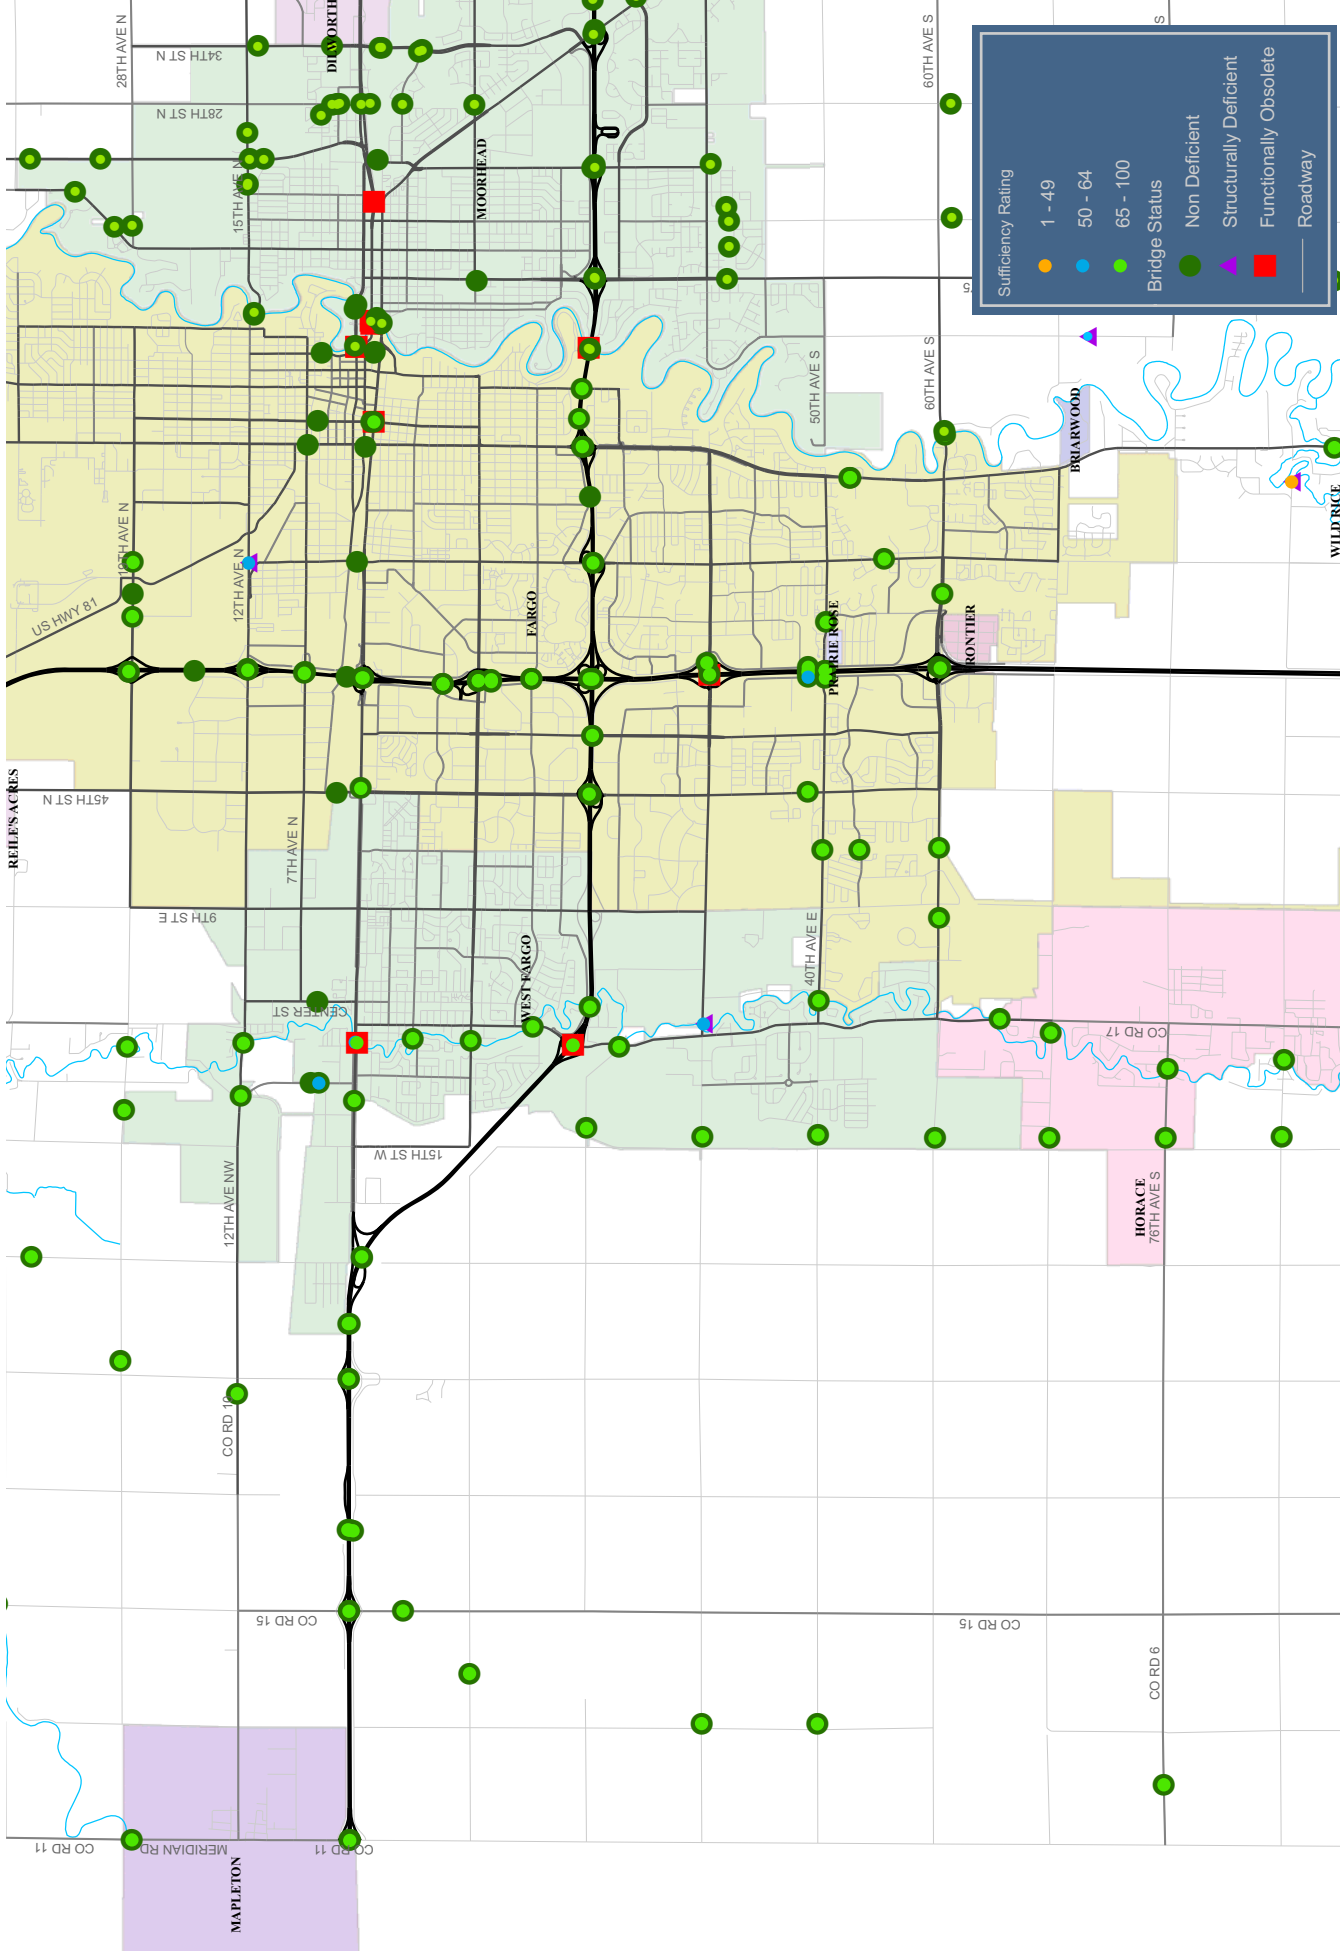 28TH AVE N
34TH ST N
DILWORTH
60TH AVE S
S
28TH ST N
15TH AVE N
MOORHEAD
Sufficiency Rating
1 - 49
50 - 64
65 - 100
Bridge Status
Non Deficient
Structurally Deficient
Functionally Obsolete
Roadway
75
50TH AVE S
60TH AVE S
BRIARWOOD
WILD RICE
19TH AVE N
12TH AVE N
US HWY 81
FARGO
PRAIRIE ROSE
FRONTIER
REILE'S ACRES
45TH ST N
7TH AVE N
9TH ST E
WEST FARGO
40TH AVE E
CENTER ST
CO RD 17
12TH AVE NW
15TH ST W
HORACE
76TH AVE S
CO RD 10
CO RD 15
CO RD 15
CO RD 6
CO RD 11
MERIDIAN RD
CO RD 11
MAPLETON